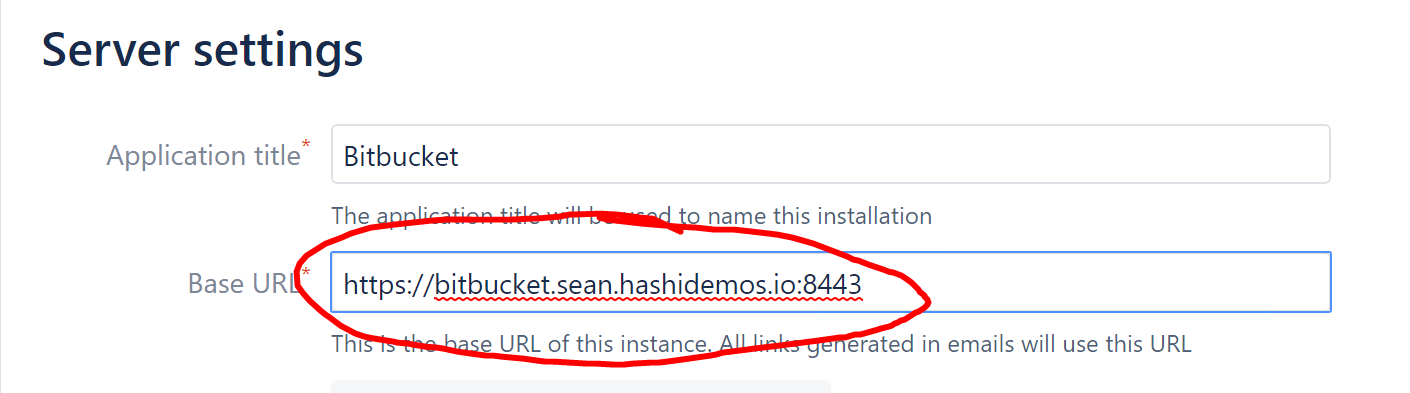 Server settings
Application title* Bitbucket
The application title will be used to name this installation
Base URL* https://bitbucket.sean.hashidemos.io:8443
This is the base URL of this instance. All links generated in emails will use this URL